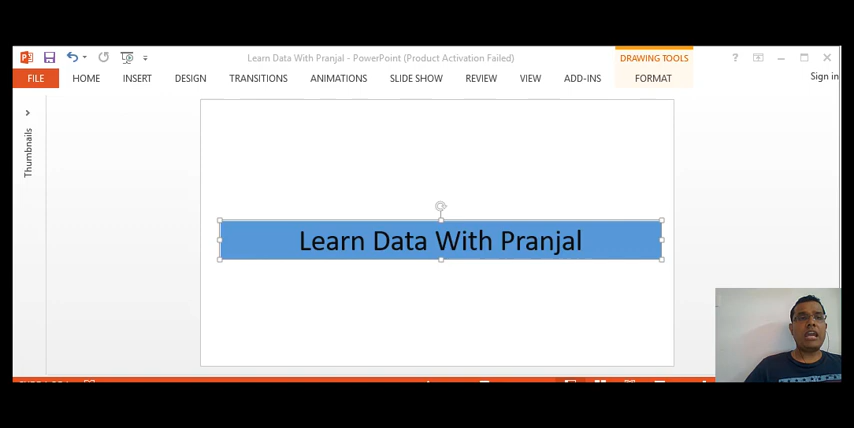 Learn Data With Pranjal - PowerPoint (Product Activation Failed)
DRAWING TOOLS
?
FILE
HOME
INSERT
DESIGN
TRANSITIONS
ANIMATIONS
SLIDE SHOW
REVIEW
VIEW
ADD-INS
FORMAT
Sign in
Thumbnails
Learn Data With Pranjal